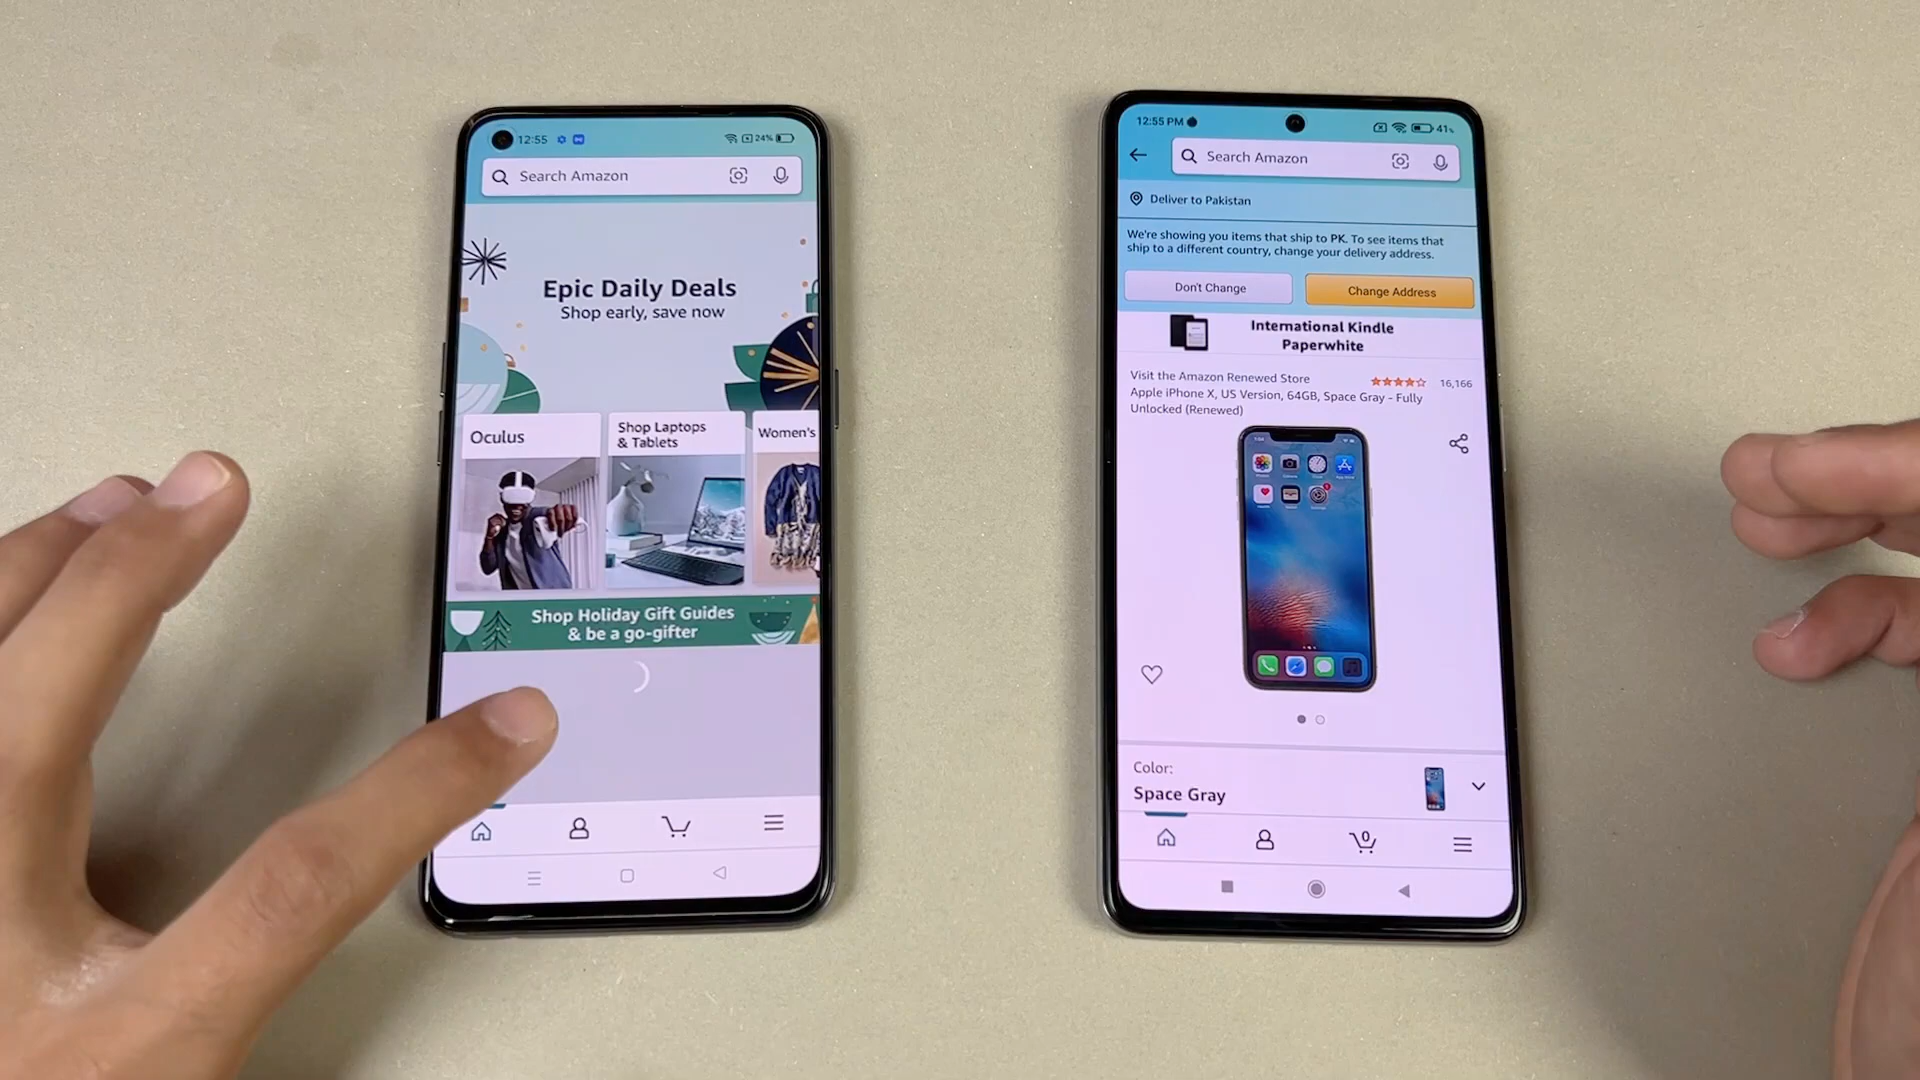 12:55
24%
Search Amazon
Epic Daily Deals
Shop early, save now
Oculus
Shop Laptops
& Tablets
Women's
Shop Holiday Gift Guides
& be a go-gifter
12:55 PM
41%
Search Amazon
Deliver to Pakistan
We're showing you items that ship to PK. To see items that
ship to a different country, change your delivery address.
Don't Change
Change Address
International Kindle
Paperwhite
Visit the Amazon Renewed Store
16,166
Apple iPhone X, US Version, 64GB, Space Gray - Fully
Unlocked (Renewed)
Color:
Space Gray
0